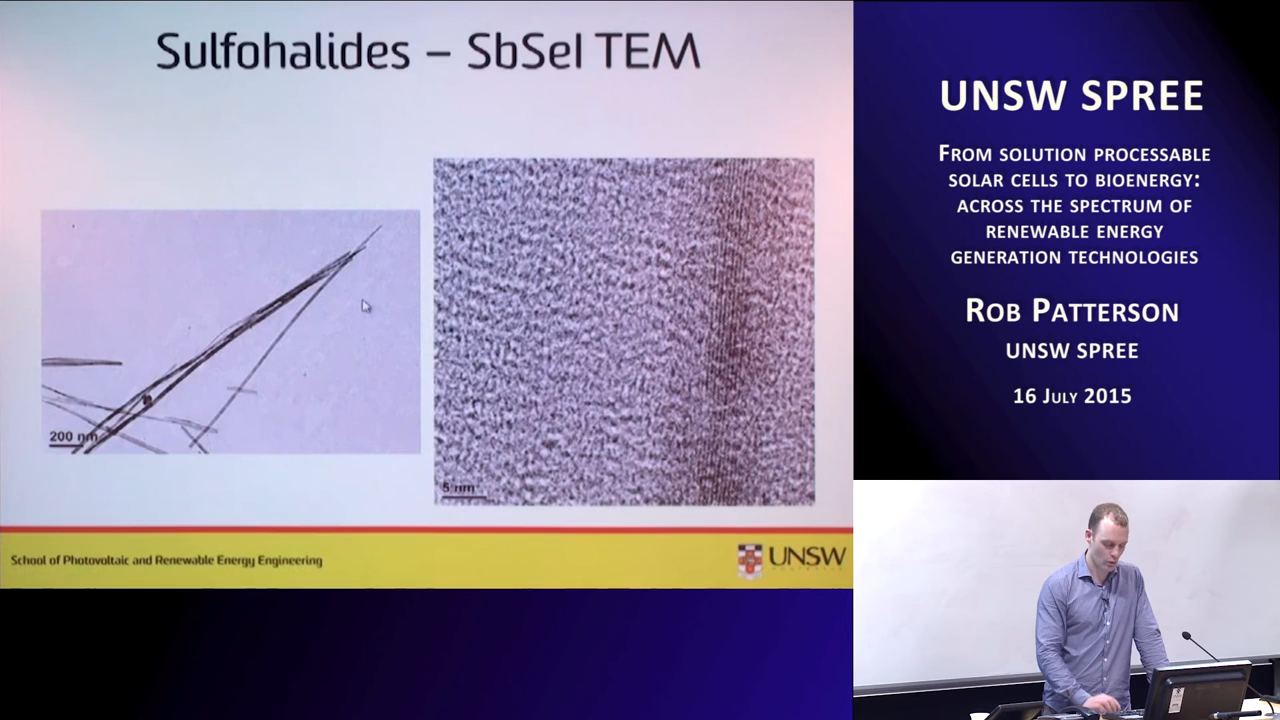 Sulfohalides – SbSeI TEM
200 nm
5 nm
School of Photovoltaic and Renewable Energy Engineering
UNSW
UNSW SPREE
FROM SOLUTION PROCESSABLE
SOLAR CELLS TO BIOENERGY:
ACROSS THE SPECTRUM OF
RENEWABLE ENERGY
GENERATION TECHNOLOGIES
ROB PATTERSON
UNSW SPREE
16 JULY 2015